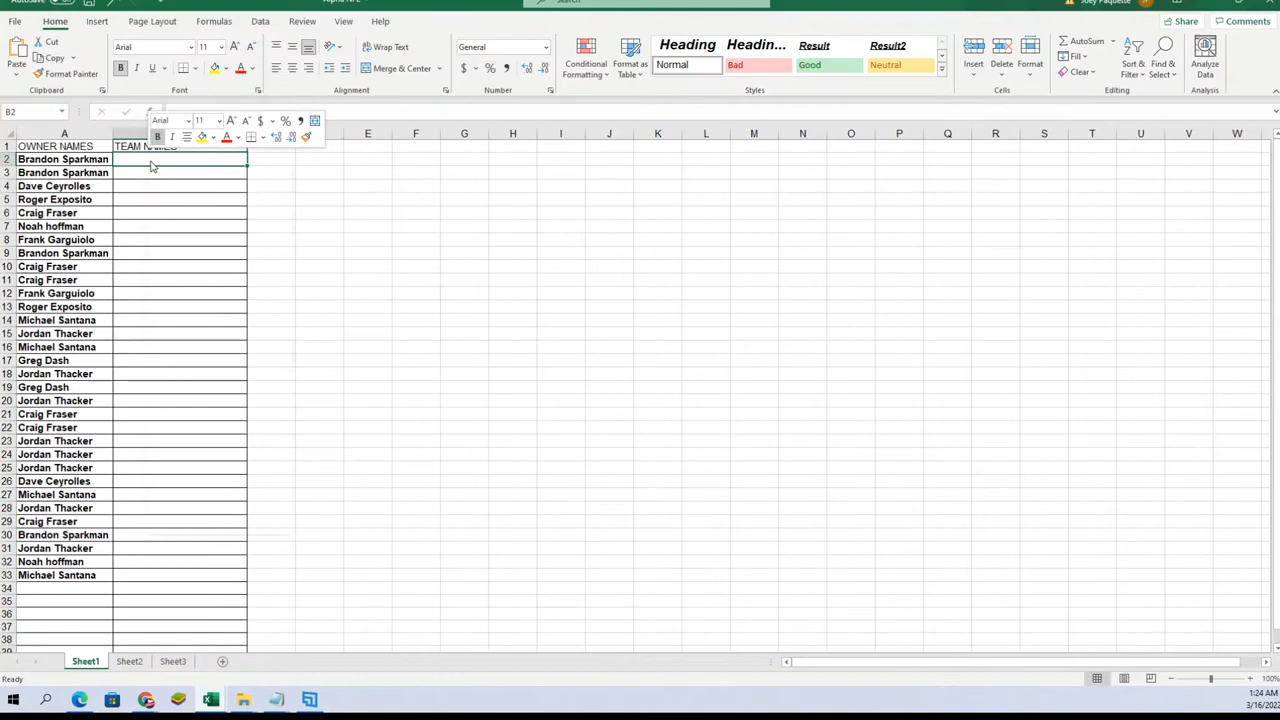 Joey Paquette
Search
File Home Insert Page Layout Formulas Data Review View Help Share Comments
Cut
Copy
Format Painter
Paste
Clipboard
Arial 11
B I U
Font
Wrap Text
Merge & Center
Alignment
General
$ % ,
Number
Conditional Formatting
Format as Table
Heading Headin... Result Result2
Normal Bad Good Neutral
Styles
Insert Delete Format
Cells
AutoSum
Fill
Clear
Sort & Filter
Find & Select
Editing
Analyze Data
Analysis
B2
Arial 11 A A $ % ,
B I A
A E F G H I J K L M N O P Q R S T U V W
1 OWNER NAMES TEAM NAMES
2 Brandon Sparkman
3 Brandon Sparkman
4 Dave Ceyrolles
5 Roger Exposito
6 Craig Fraser
7 Noah hoffman
8 Frank Garguiolo
9 Brandon Sparkman
10 Craig Fraser
11 Craig Fraser
12 Frank Garguiolo
13 Roger Exposito
14 Michael Santana
15 Jordan Thacker
16 Michael Santana
17 Greg Dash
18 Jordan Thacker
19 Greg Dash
20 Jordan Thacker
21 Craig Fraser
22 Craig Fraser
23 Jordan Thacker
24 Jordan Thacker
25 Jordan Thacker
26 Dave Ceyrolles
27 Michael Santana
28 Jordan Thacker
29 Craig Fraser
30 Brandon Sparkman
31 Jordan Thacker
32 Noah hoffman
33 Michael Santana
34
35
36
37
38
Sheet1 Sheet2 Sheet3
Ready
100%
1:24 AM